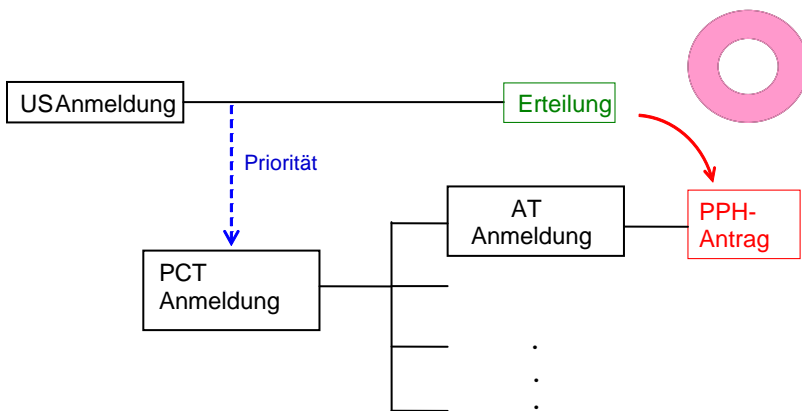 USAnmeldung
Erteilung
Priorität
AT
Anmeldung
PPH-
Antrag
PCT
Anmeldung